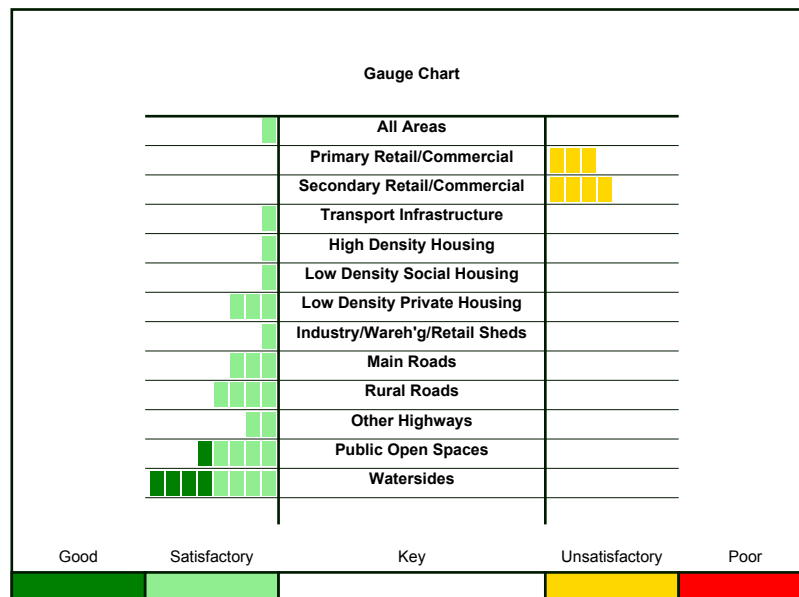 Gauge Chart
All Areas
Primary Retail/Commercial
Secondary Retail/Commercial
Transport Infrastructure
High Density Housing
Low Density Social Housing
Low Density Private Housing
Industry/Wareh'g/Retail Sheds
Main Roads
Rural Roads
Other Highways
Public Open Spaces
Watersides
Good Satisfactory Key Unsatisfactory Poor